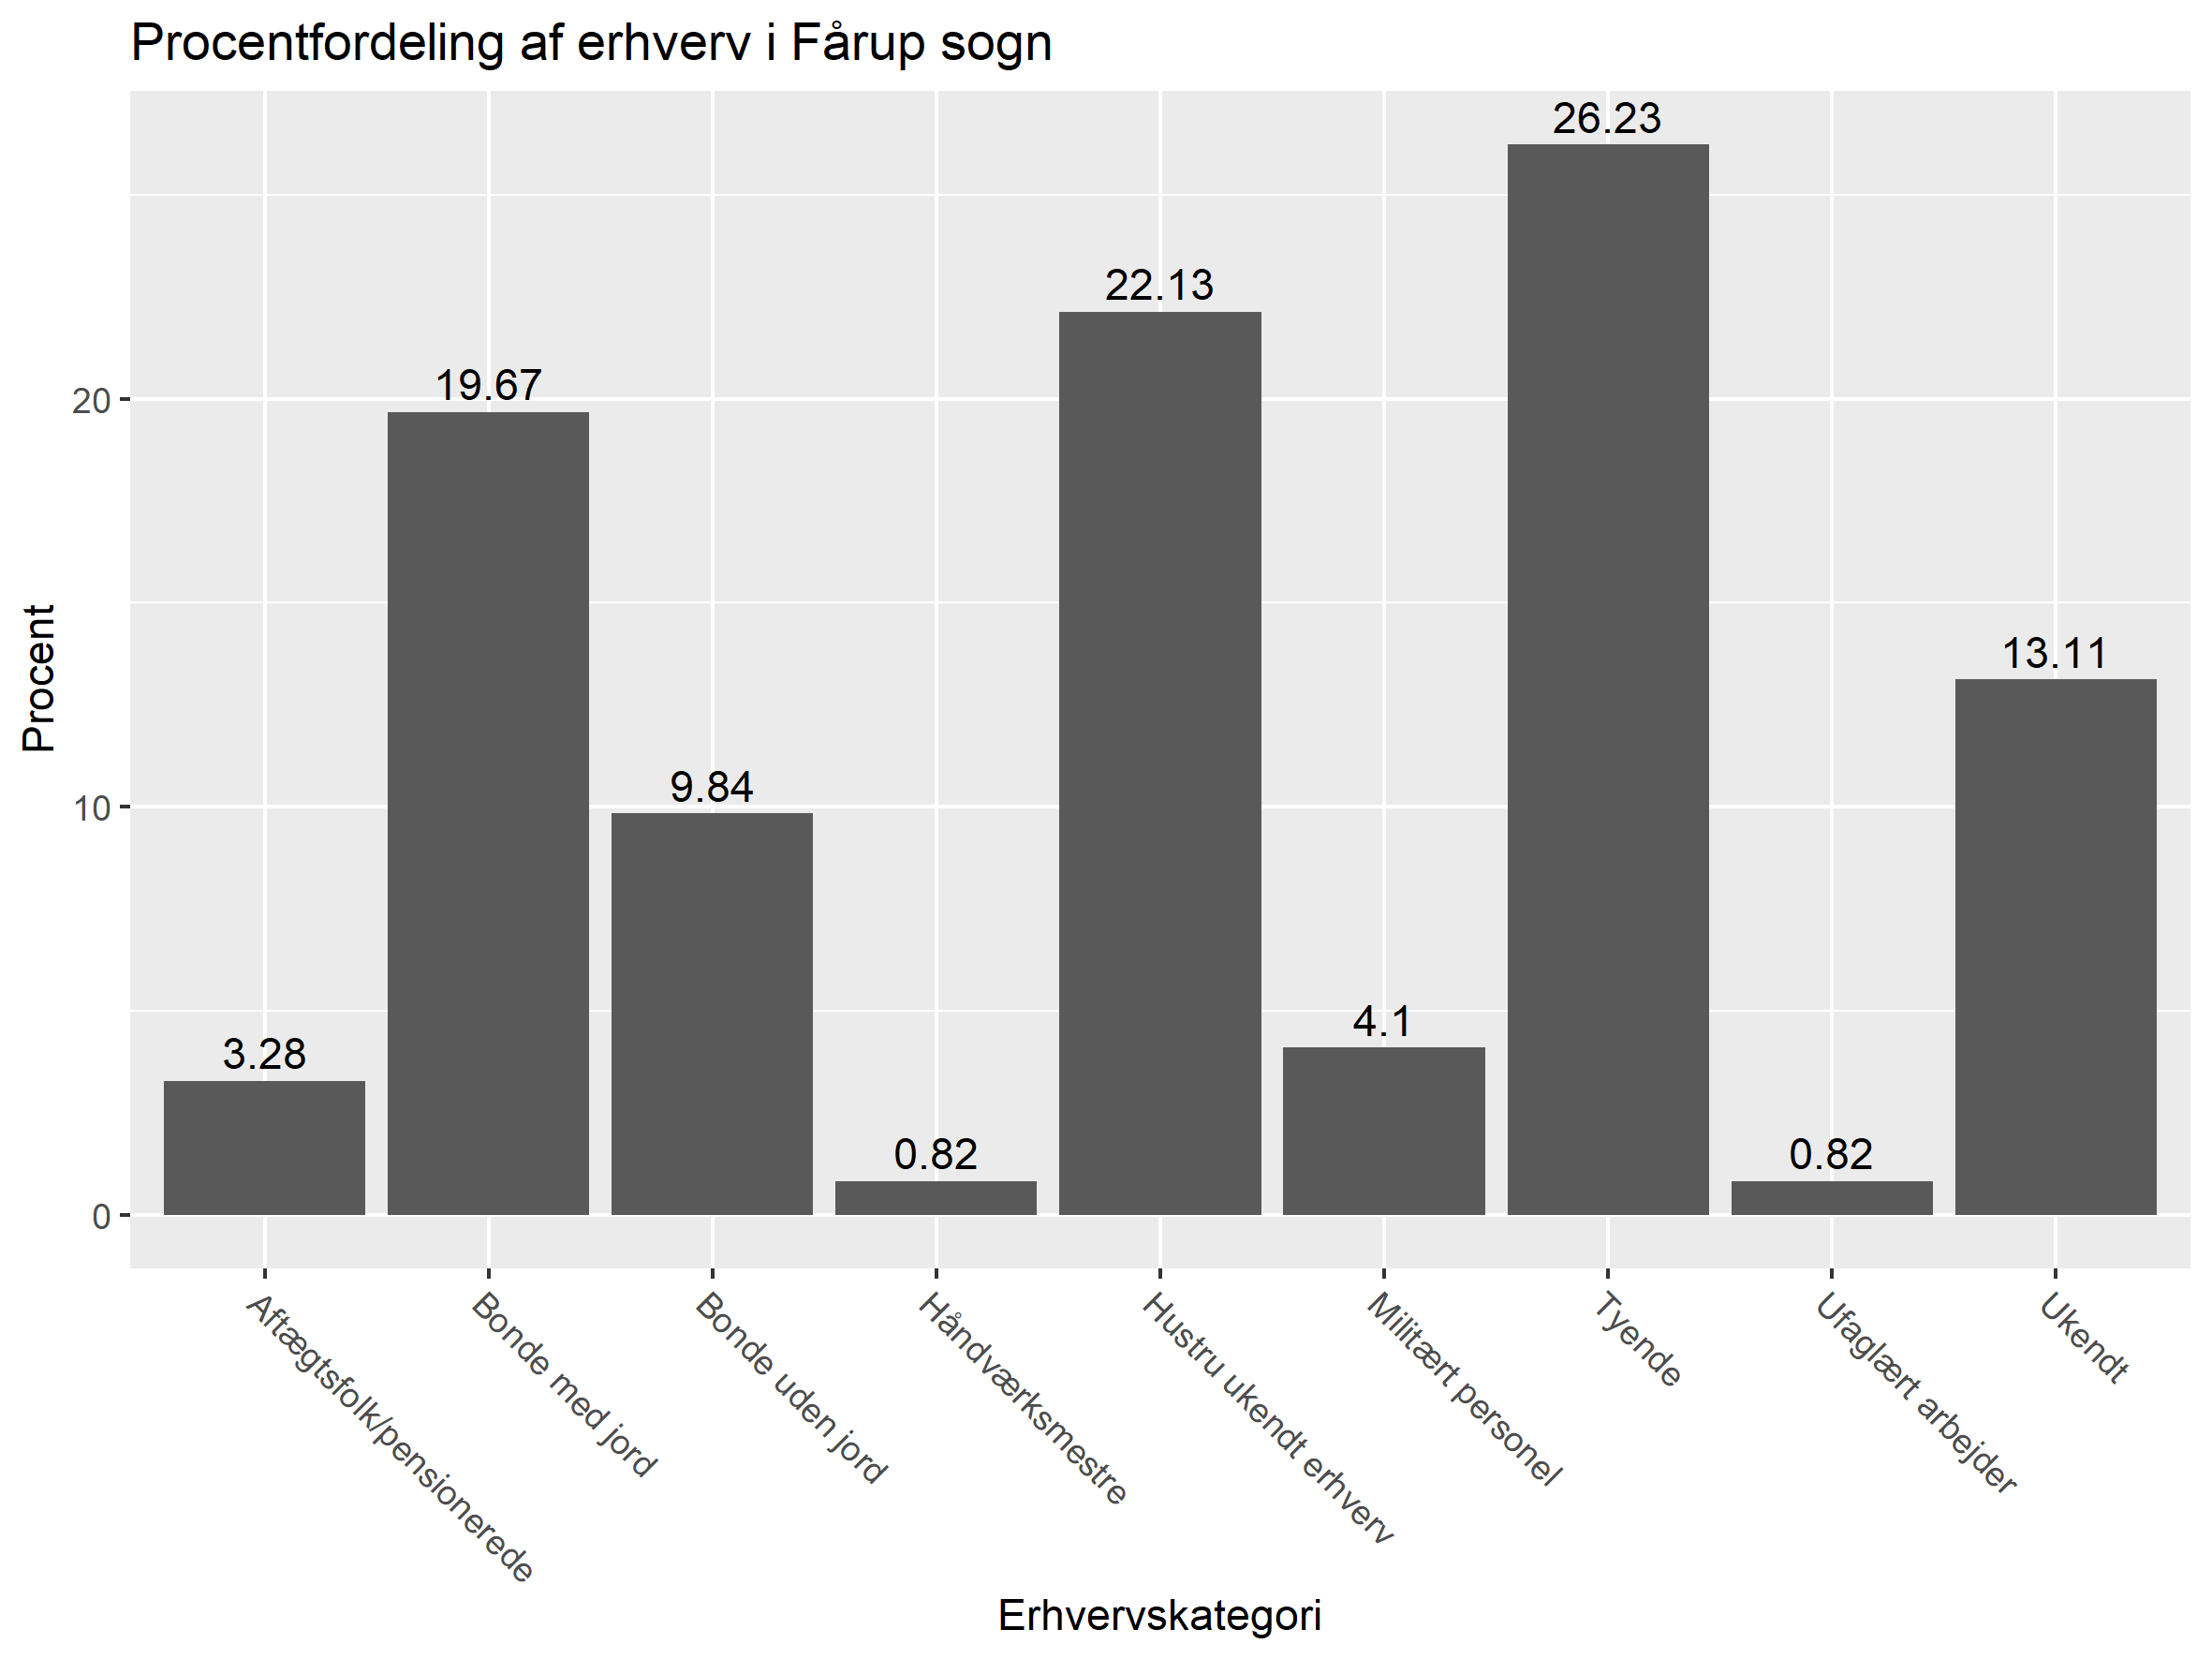 Procentfordeling af erhverv i Fårup sogn
26.23
22.13
19.67
20
13.11
9.84
10
4.1
3.28
0.82
0.82
0
Procent
Aftægtsfolk/pensionerede
Bonde med jord
Bonde uden jord
Håndværksmestre
Hustru ukendt erhverv
Militært personel
Tyende
Ufaglært arbejder
Ukendt
Erhvervskategori